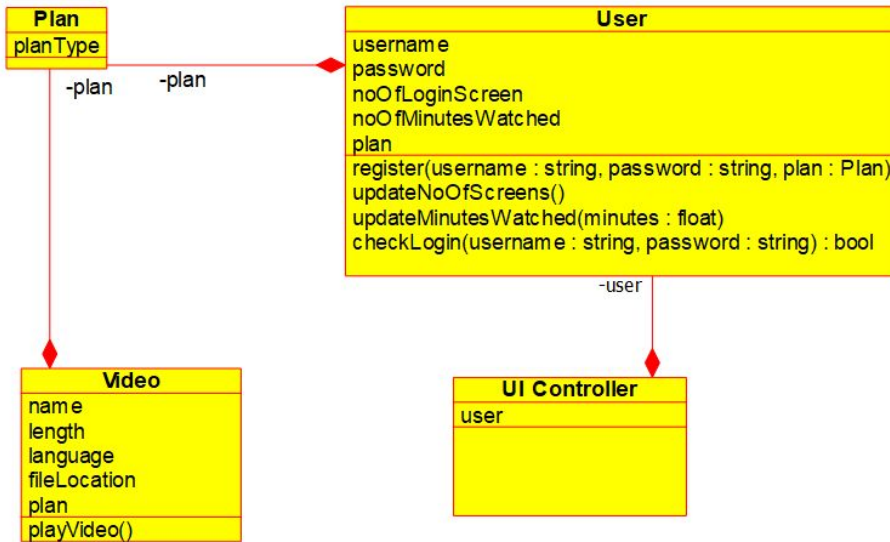 Plan
planType
-plan
-plan
User
username
password
noOfLoginScreen
noOfMinutesWatched
plan
register(username : string, password : string, plan : Plan)
updateNoOfScreens()
updateMinutesWatched(minutes : float)
checkLogin(username : string, password : string) : bool
-user
Video
name
length
language
fileLocation
plan
playVideo()
UI Controller
user